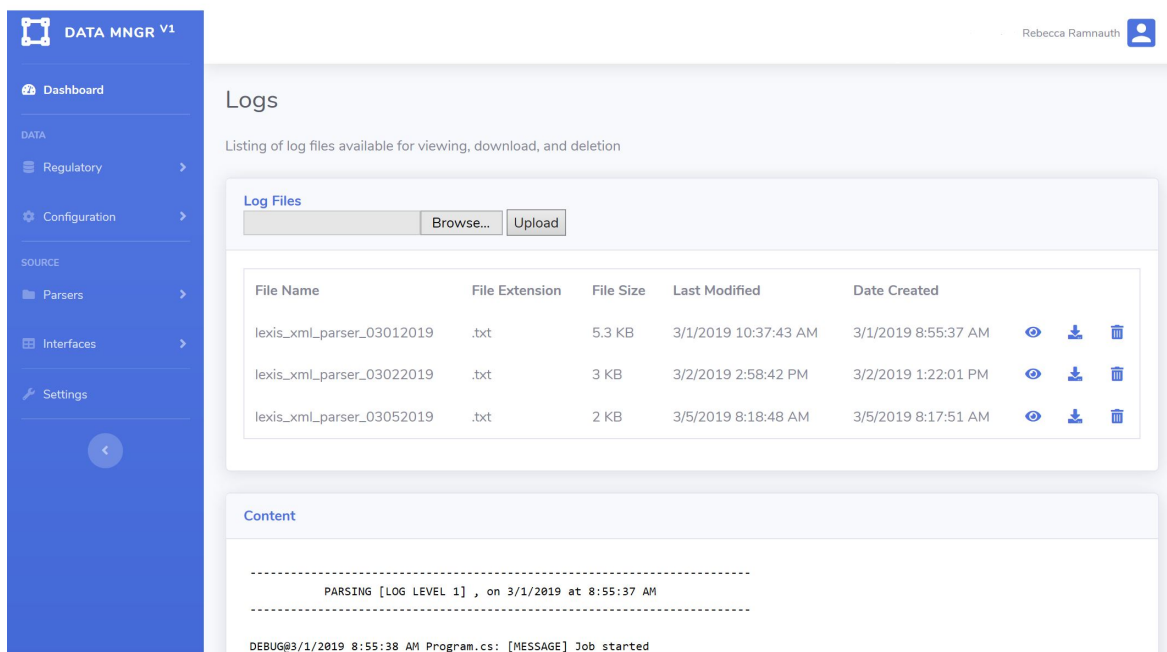 DATA MNGR V1
Rebecca Ramnauth
Dashboard
DATA
Regulatory
Configuration
SOURCE
Parsers
Interfaces
Settings
Logs
Listing of log files available for viewing, download, and deletion
Log Files
Browse... Upload
File Name File Extension File Size Last Modified Date Created
lexis_xml_parser_03012019 .txt 5.3 KB 3/1/2019 10:37:43 AM 3/1/2019 8:55:37 AM
lexis_xml_parser_03022019 .txt 3 KB 3/2/2019 2:58:42 PM 3/2/2019 1:22:01 PM
lexis_xml_parser_03052019 .txt 2 KB 3/5/2019 8:18:48 AM 3/5/2019 8:17:51 AM
Content
--------------------------------------------------------------------------
PARSING [LOG LEVEL 1] , on 3/1/2019 at 8:55:37 AM
--------------------------------------------------------------------------
DEBUG@3/1/2019 8:55:38 AM Program.cs: [MESSAGE] Job started